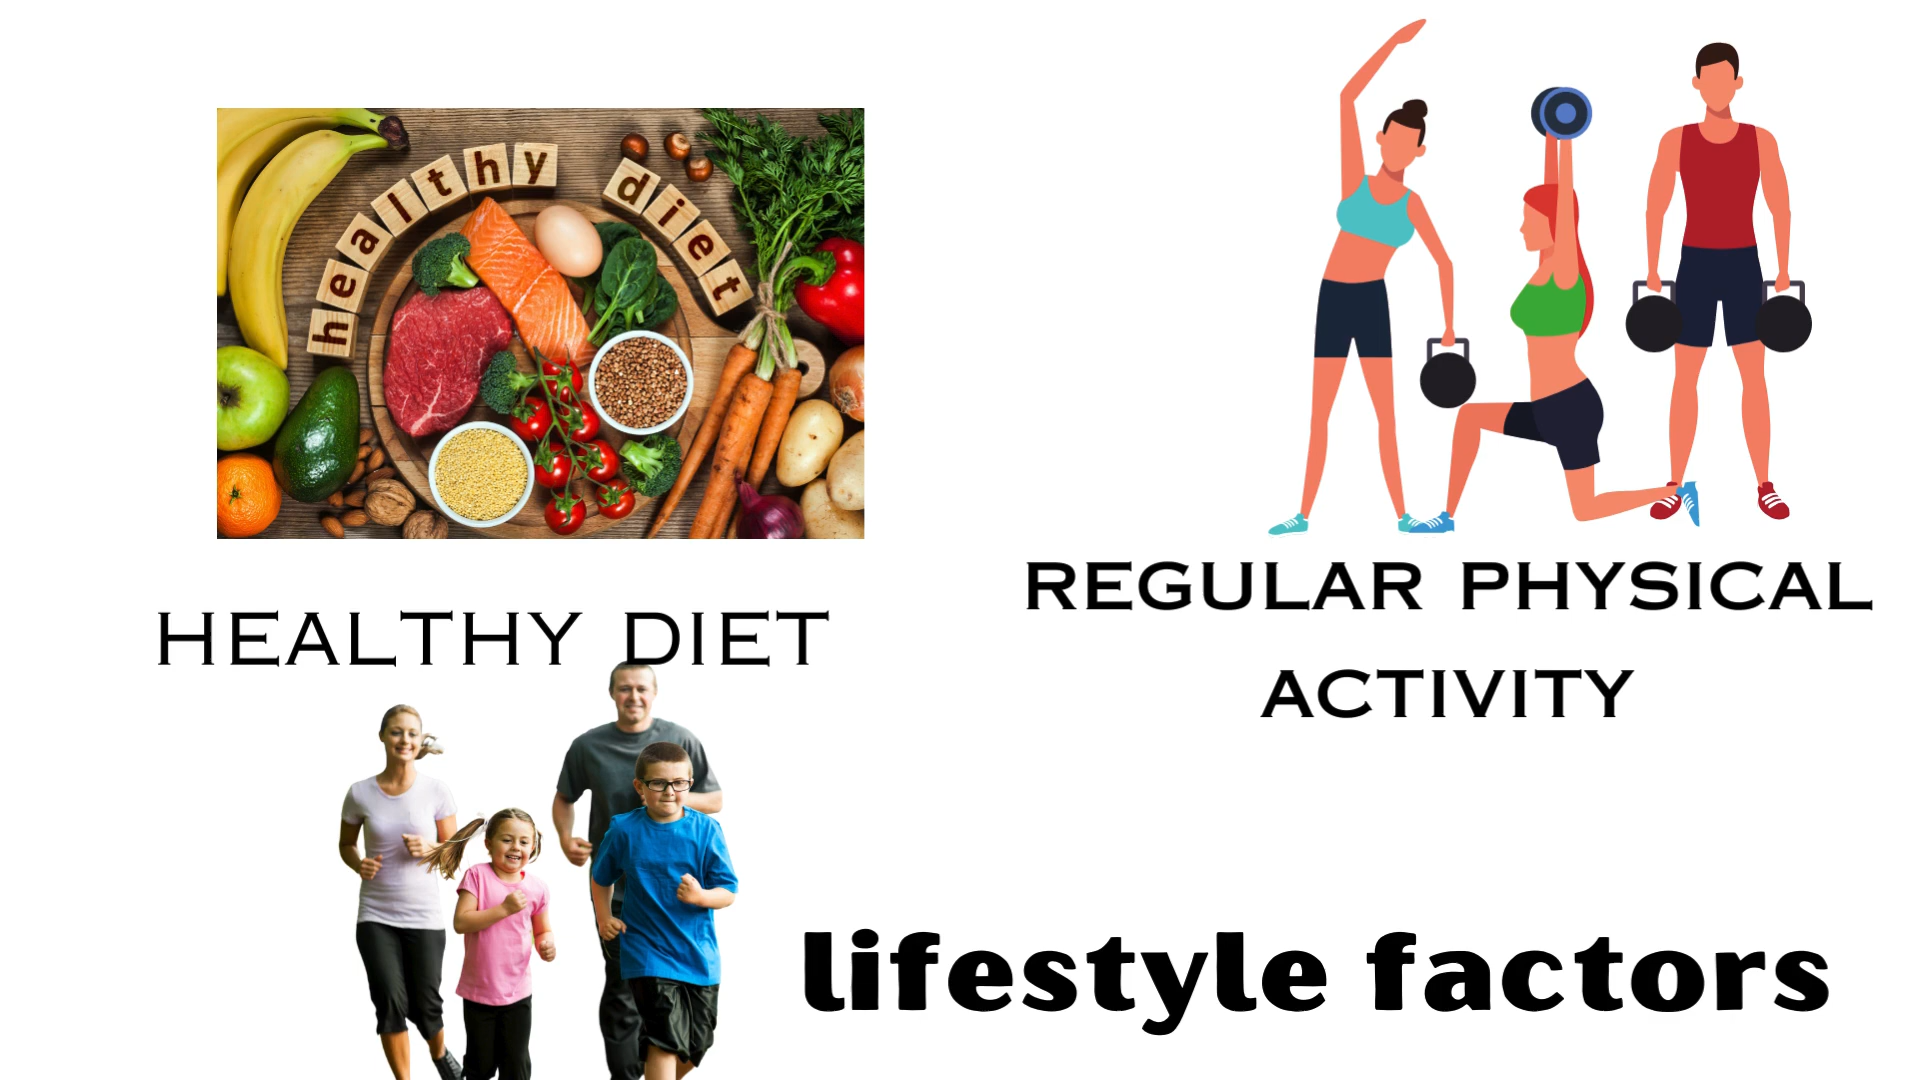 healthy diet
HEALTHY DIET
REGULAR PHYSICAL
ACTIVITY
lifestyle factors